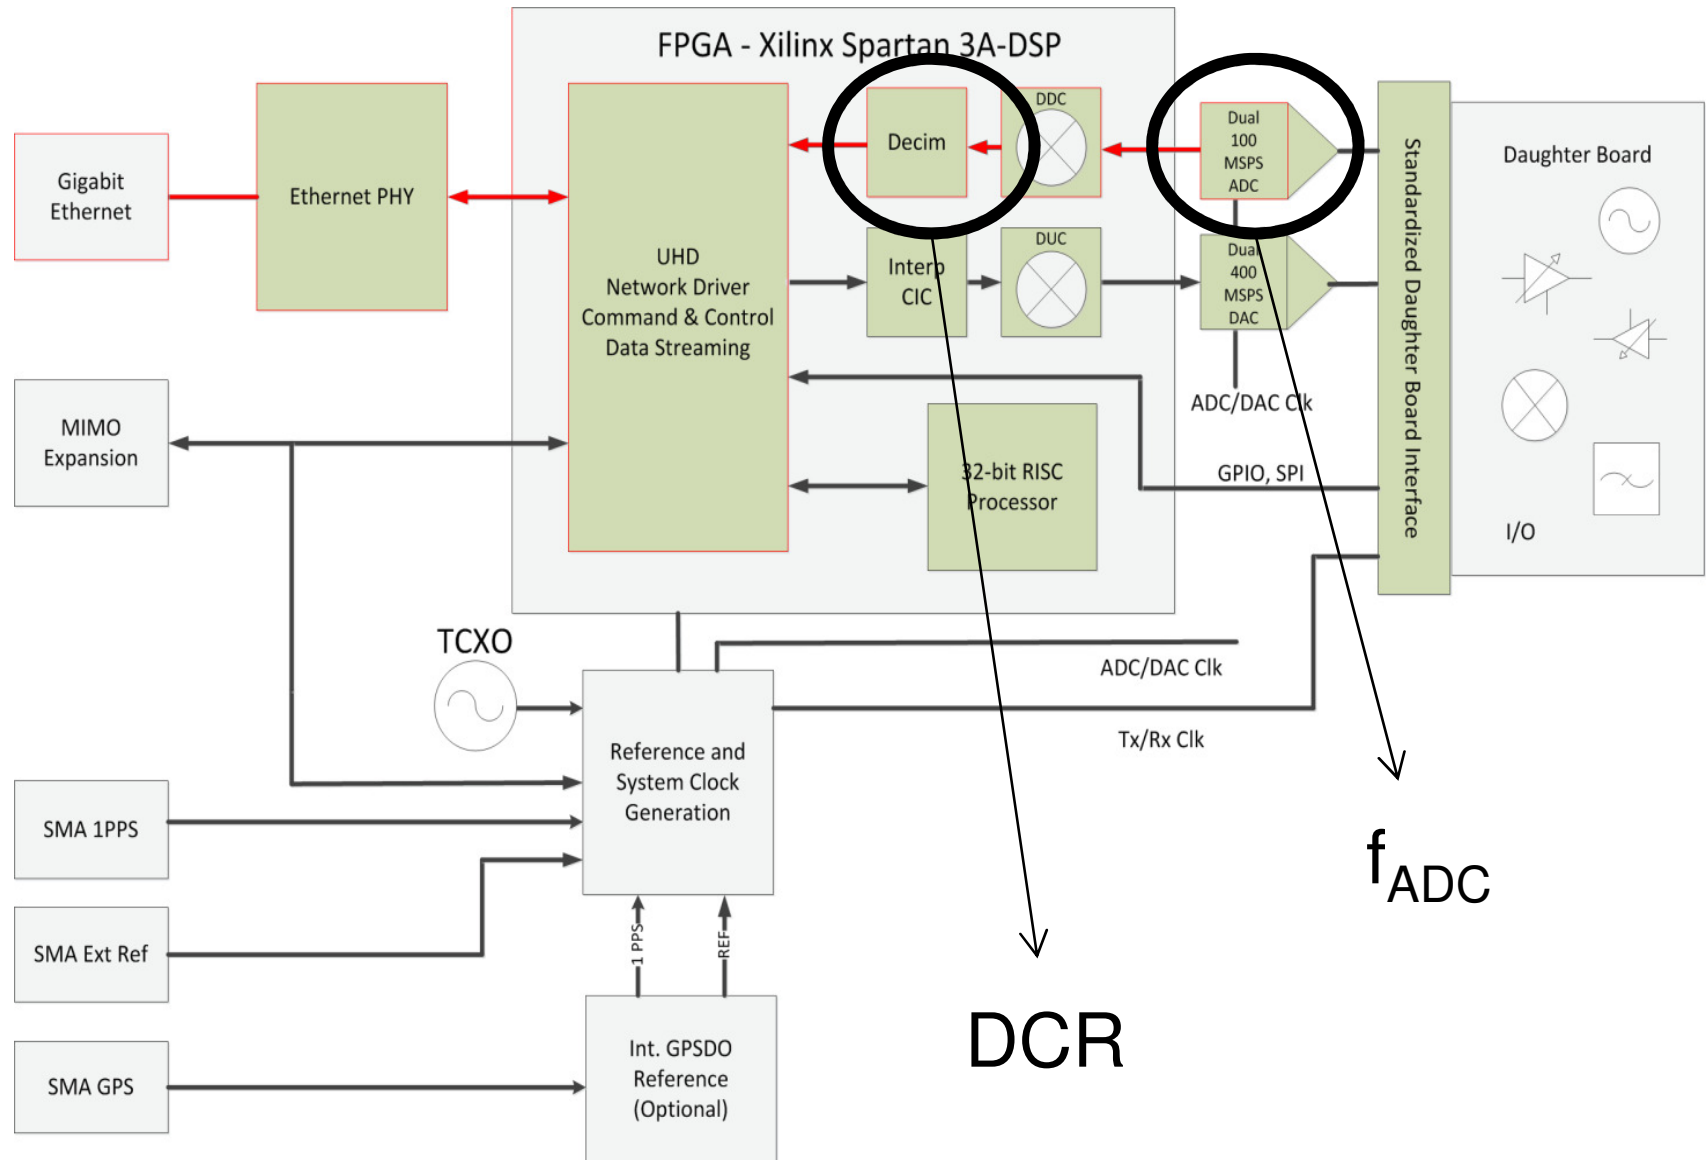 FPGA - Xilinx Spartan 3A-DSP
Gigabit
Ethernet
Ethernet PHY
UHD
Network Driver
Command & Control
Data Streaming
Decim
DDC
Dual
100
MSPS
ADC
Interp
CIC
DUC
Dual
400
MSPS
DAC
ADC/DAC Clk
Standardized Daughter Board Interface
Daughter Board
I/O
GPIO, SPI
32-bit RISC
Processor
MIMO
Expansion
TCXO
ADC/DAC Clk
Tx/Rx Clk
Reference and
System Clock
Generation
SMA 1PPS
SMA Ext Ref
SMA GPS
1 PPS
REF
Int. GPSDO
Reference
(Optional)
fADC
DCR